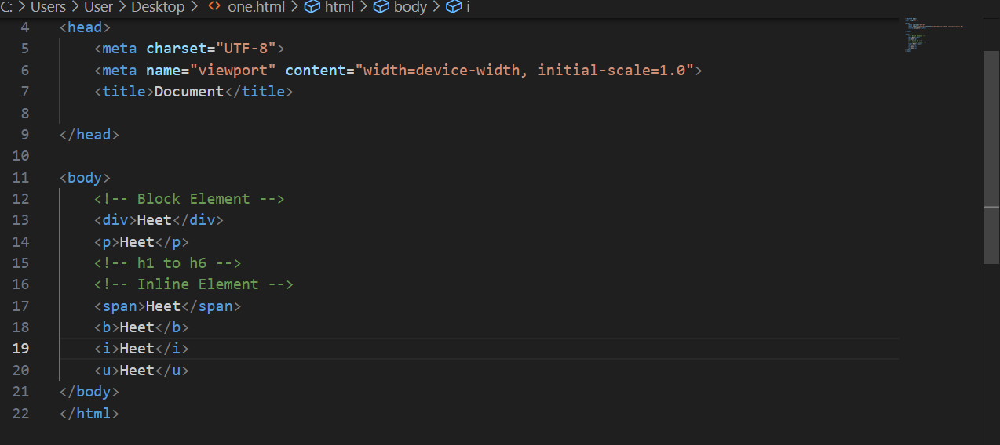 C: > Users > User > Desktop > <> one.html > html > body > i
4 <head>
5     <meta charset="UTF-8">
6     <meta name="viewport" content="width=device-width, initial-scale=1.0">
7     <title>Document</title>
8
9 </head>
10
11 <body>
12     <!-- Block Element -->
13     <div>Heet</div>
14     <p>Heet</p>
15     <!-- h1 to h6 -->
16     <!-- Inline Element -->
17     <span>Heet</span>
18     <b>Heet</b>
19     <i>Heet</i>
20     <u>Heet</u>
21 </body>
22 </html>